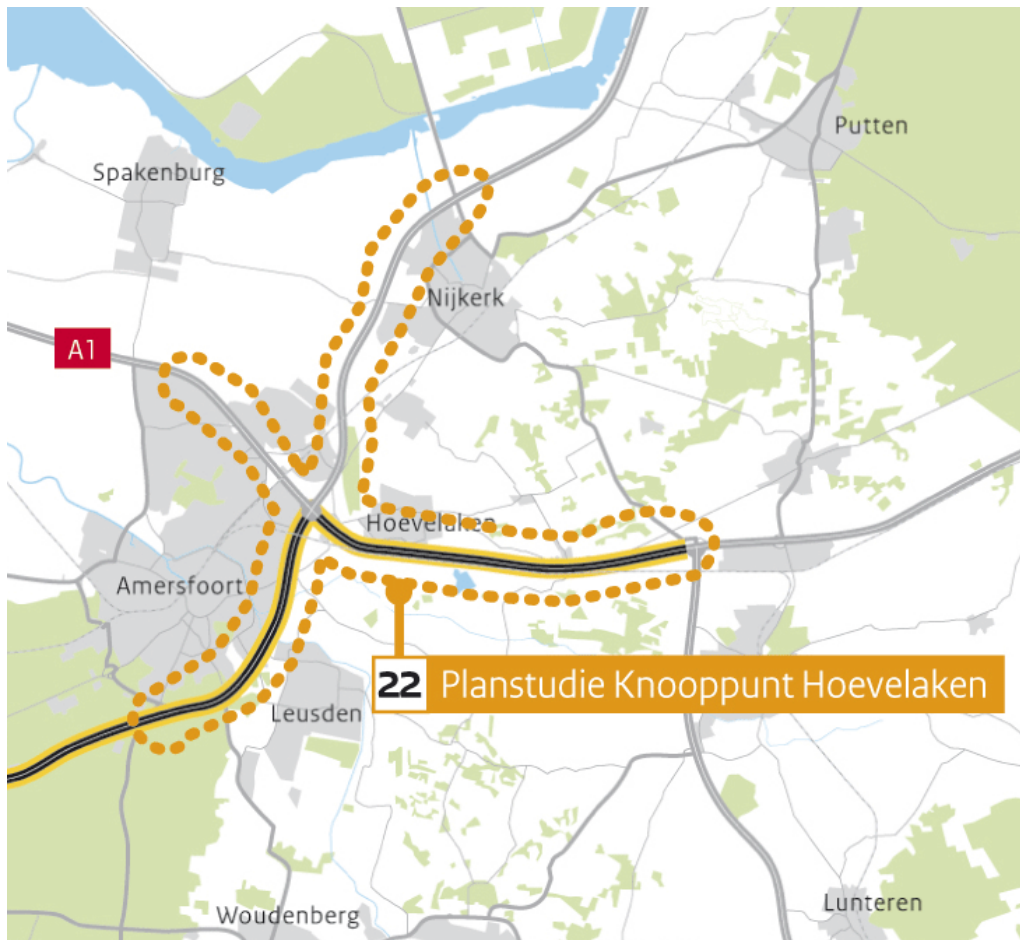 Putten
Spakenburg
Nijkerk
A1
Hoevelaken
Amersfoort
22 Planstudie Knooppunt Hoevelaken
Leusden
Lunteren
Woudenberg